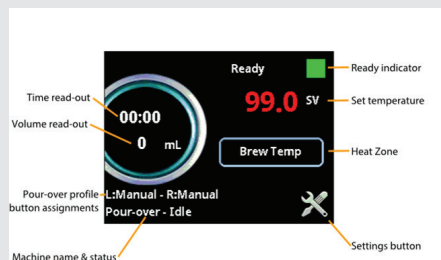 Ready
Ready indicator
99.0 SV
Set temperature
Time read-out
00:00
Volume read-out
0 mL
Brew Temp
Heat Zone
Pour-over profile
button assignments
L:Manual - R:Manual
Pour-over - Idle
Settings button
Machine name & status